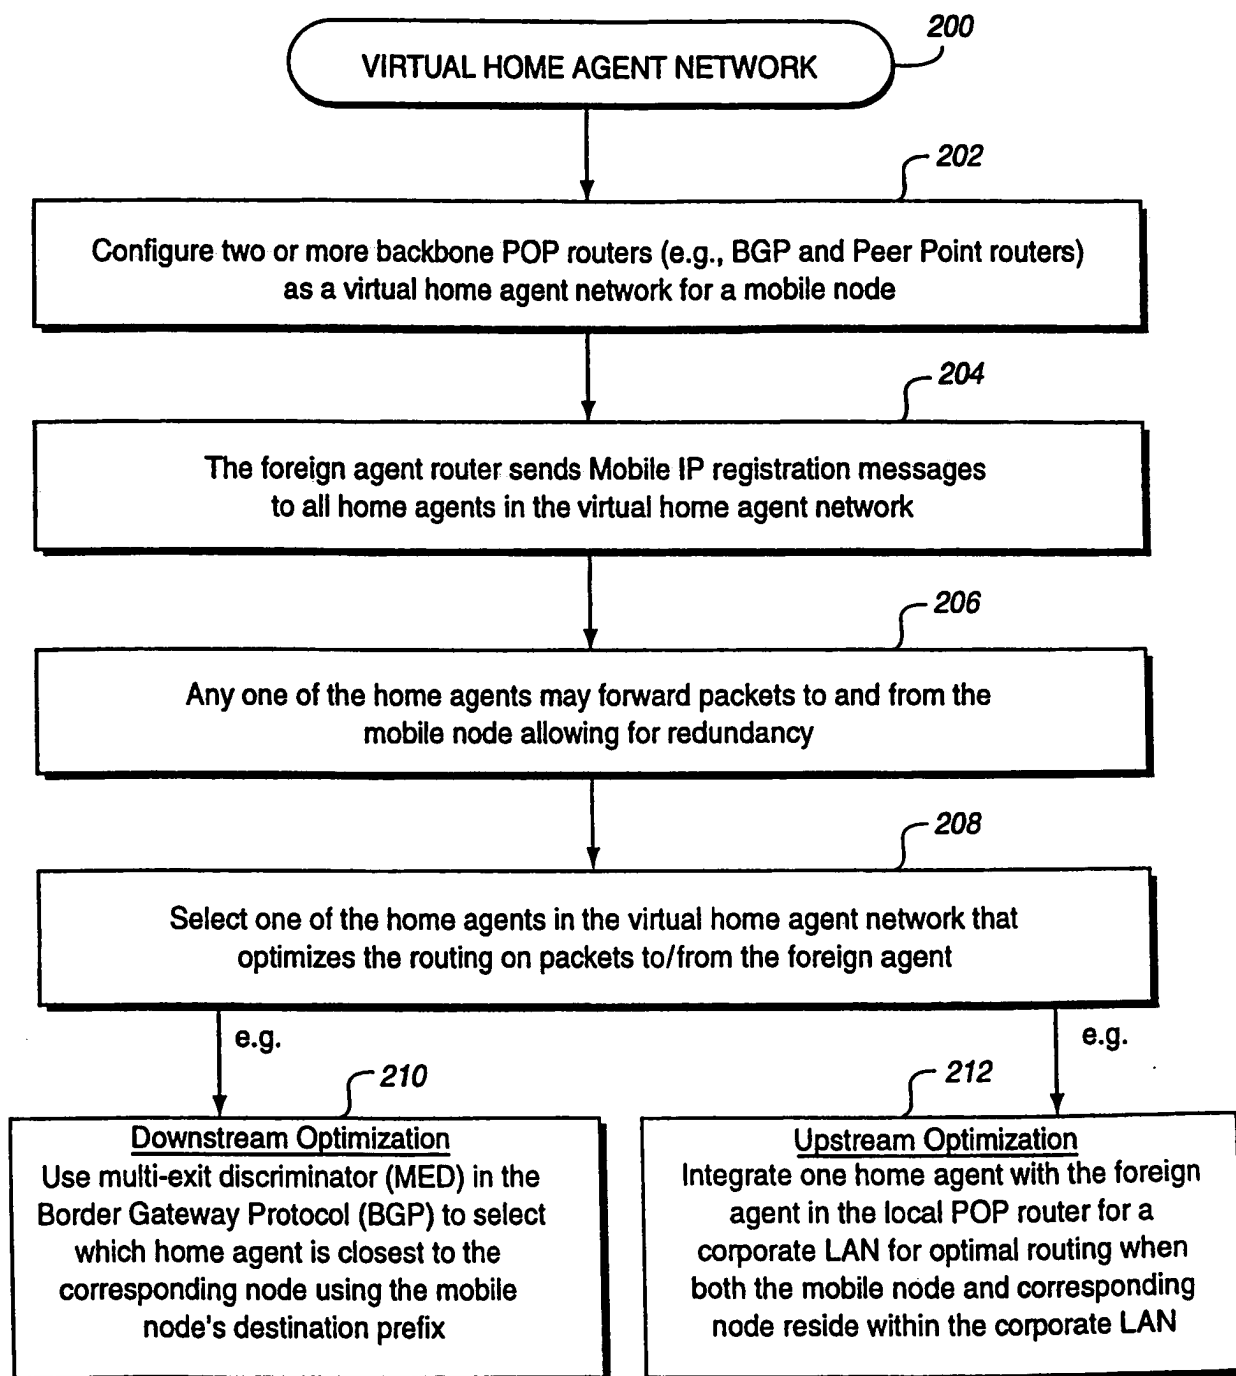 200
VIRTUAL HOME AGENT NETWORK
202
Configure two or more backbone POP routers (e.g., BGP and Peer Point routers)
as a virtual home agent network for a mobile node
204
The foreign agent router sends Mobile IP registration messages
to all home agents in the virtual home agent network
206
Any one of the home agents may forward packets to and from the
mobile node allowing for redundancy
208
Select one of the home agents in the virtual home agent network that
optimizes the routing on packets to/from the foreign agent
e.g.
e.g.
210
Downstream Optimization
Use multi-exit discriminator (MED) in the
Border Gateway Protocol (BGP) to select
which home agent is closest to the
corresponding node using the mobile
node's destination prefix
212
Upstream Optimization
Integrate one home agent with the foreign
agent in the local POP router for a
corporate LAN for optimal routing when
both the mobile node and corresponding
node reside within the corporate LAN